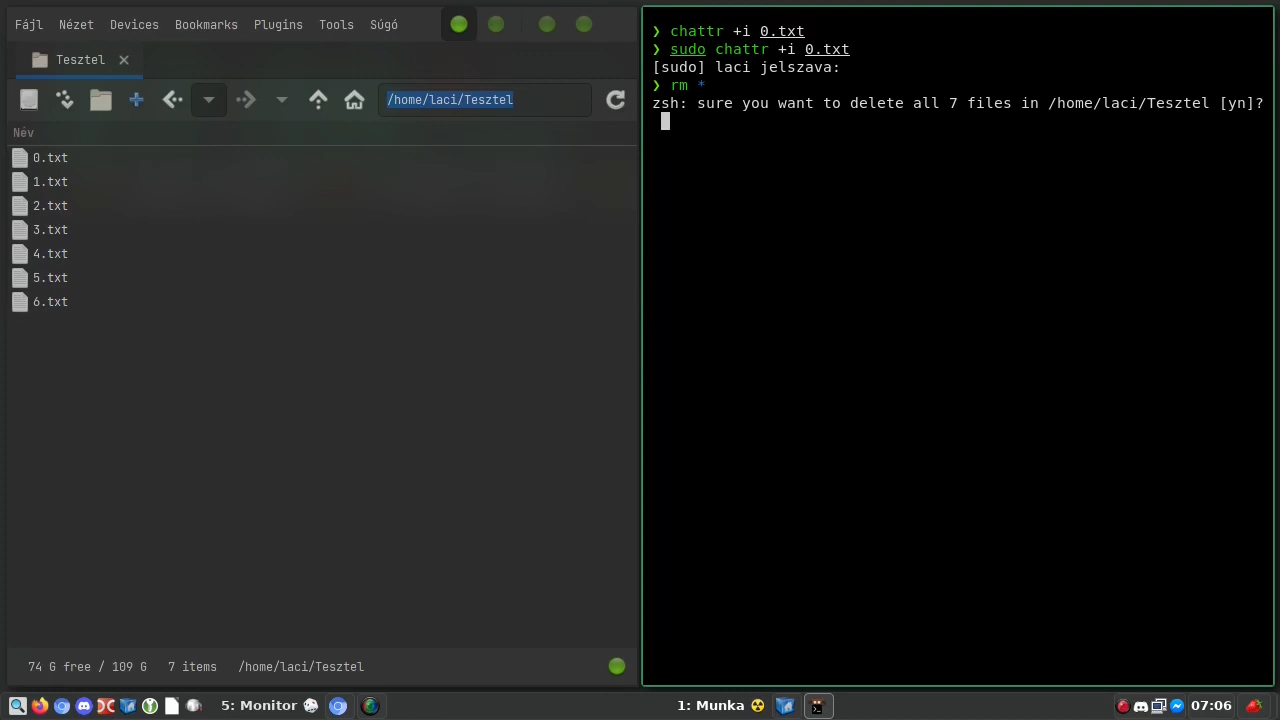 Fájl Nézet Devices Bookmarks Plugins Tools Súgó
Tesztel
/home/laci/Tesztel
Név
0.txt
1.txt
2.txt
3.txt
4.txt
5.txt
6.txt
74 G free / 109 G 7 items /home/laci/Tesztel
❯ chattr +i 0.txt
❯ sudo chattr +i 0.txt
[sudo] laci jelszava:
❯ rm *
zsh: sure you want to delete all 7 files in /home/laci/Tesztel [yn]?
5: Monitor
1: Munka
07:06